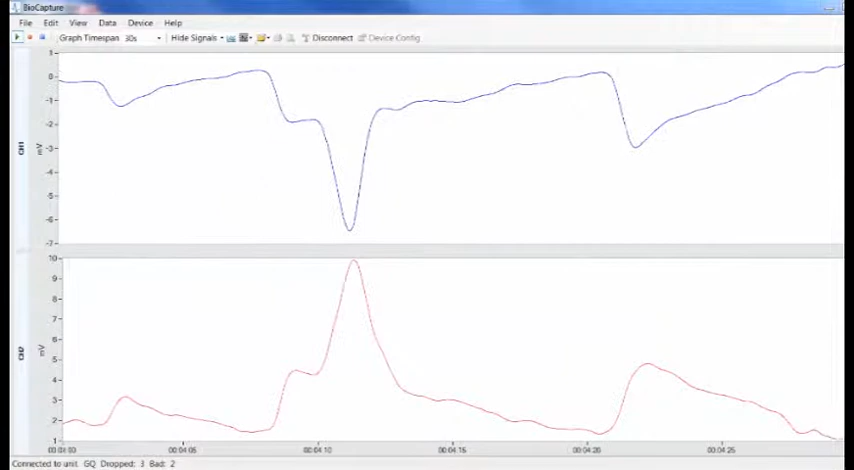 BioCapture
File Edit View Data Device Help
Graph Timespan 30s Hide Signals Disconnect Device Config
1
0
-1
-2
-3
-4
-5
-6
-7
CH1
mV
10
9
8
7
6
5
4
3
2
1
CH2
mV
00:04:05 00:04:10 00:04:15 00:04:20 00:04:25
Connected to unit. GQ Dropped: 3 Bad: 2